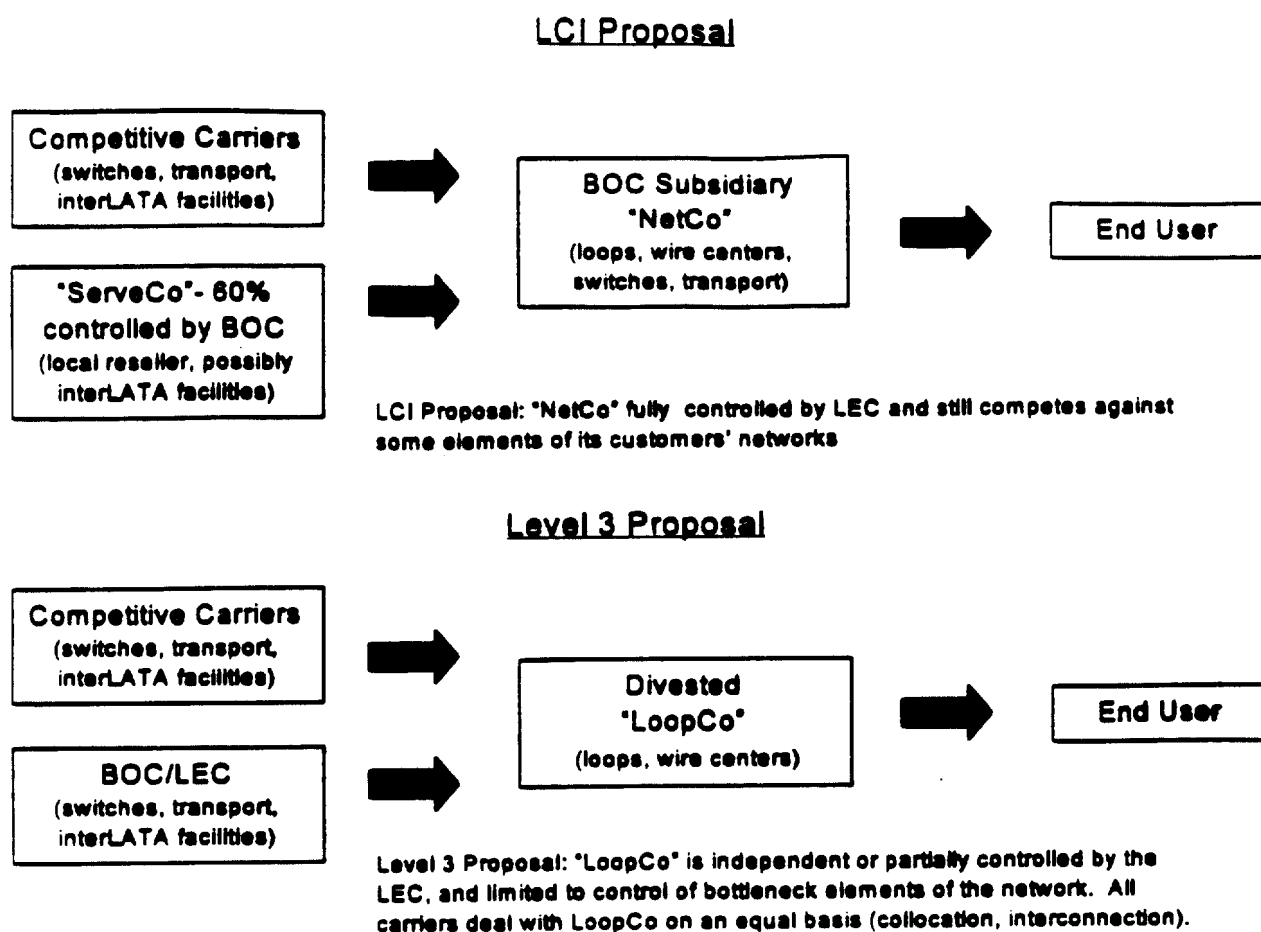 LCI Proposal
Competitive Carriers
(switches, transport,
interLATA facilities)
"ServeCo"- 60%
controlled by BOC
(local reseller, possibly
interLATA facilities)
BOC Subsidiary
"NetCo"
(loops, wire centers,
switches, transport)
End User
LCI Proposal: "NetCo" fully controlled by LEC and still competes against
some elements of its customers' networks
Level 3 Proposal
Competitive Carriers
(switches, transport,
interLATA facilities)
BOC/LEC
(switches, transport,
interLATA facilities)
Divested
"LoopCo"
(loops, wire centers)
End User
Level 3 Proposal: "LoopCo" is independent or partially controlled by the
LEC, and limited to control of bottleneck elements of the network. All
carriers deal with LoopCo on an equal basis (collocation, interconnection).